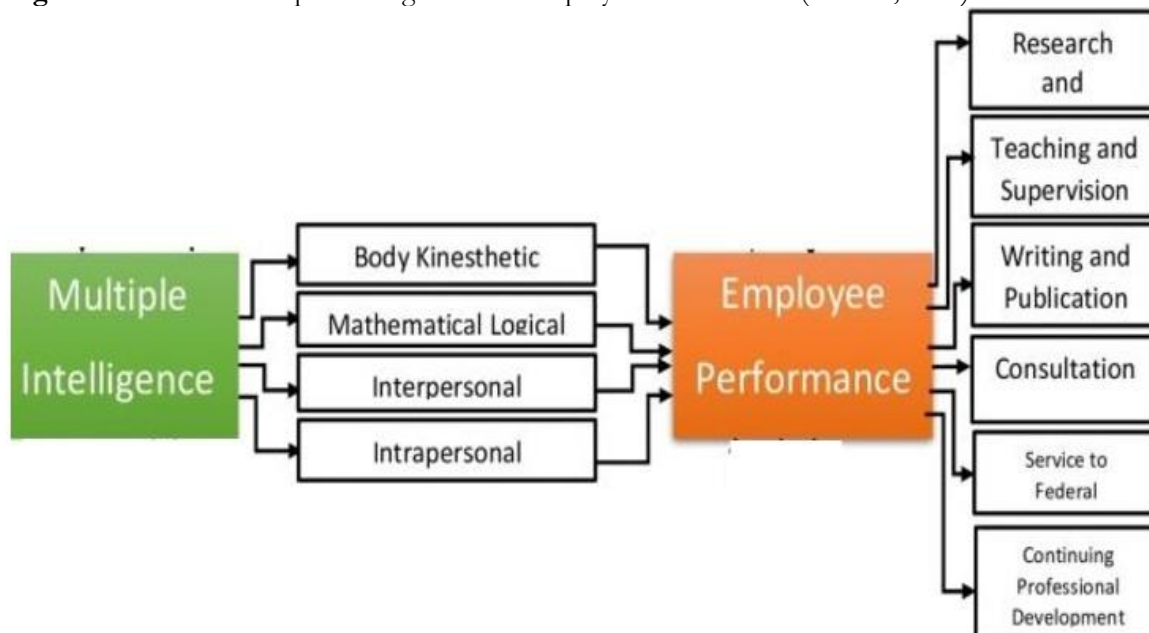 Multiple
Intelligence
Body Kinesthetic
Mathematical Logical
Interpersonal
Intrapersonal
Employee
Performance
Research
and
Teaching and
Supervision
Writing and
Publication
Consultation
Service to
Federal
Continuing
Professional
Development